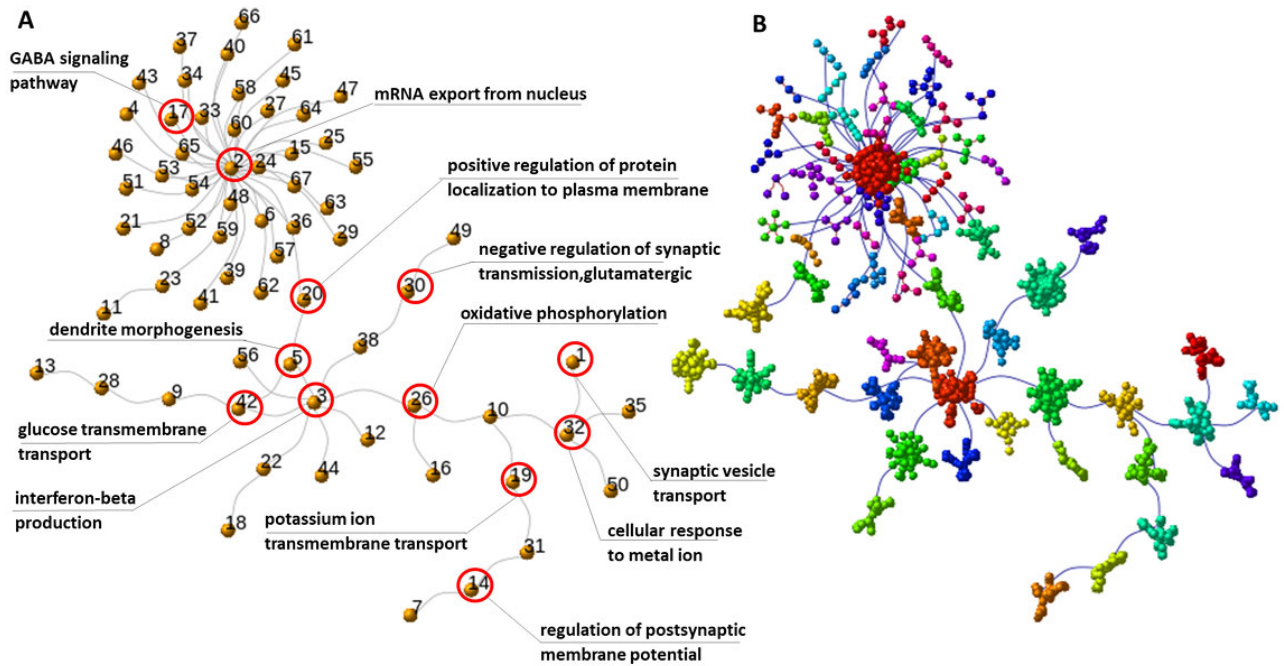 A
B
66
37
40
61
GABA signaling
pathway
43
34
45
58
47
4
17
33
27
64
mRNA export from nucleus
60
25
46
65
2
24
15
55
53
51
54
67
positive regulation of protein
localization to plasma membrane
48
63
21
52
6
36
8
59
29
49
57
negative regulation of synaptic
transmission,glutamatergic
23
39
30
11
41
62
20
oxidative phosphorylation
dendrite morphogenesis
38
13
56
5
1
28
9
42
3
26
10
35
glucose transmembrane
transport
12
32
22
44
16
19
50
synaptic vesicle
transport
interferon-beta
production
18
potassium ion
transmembrane transport
cellular response
to metal ion
31
14
7
regulation of postsynaptic
membrane potential